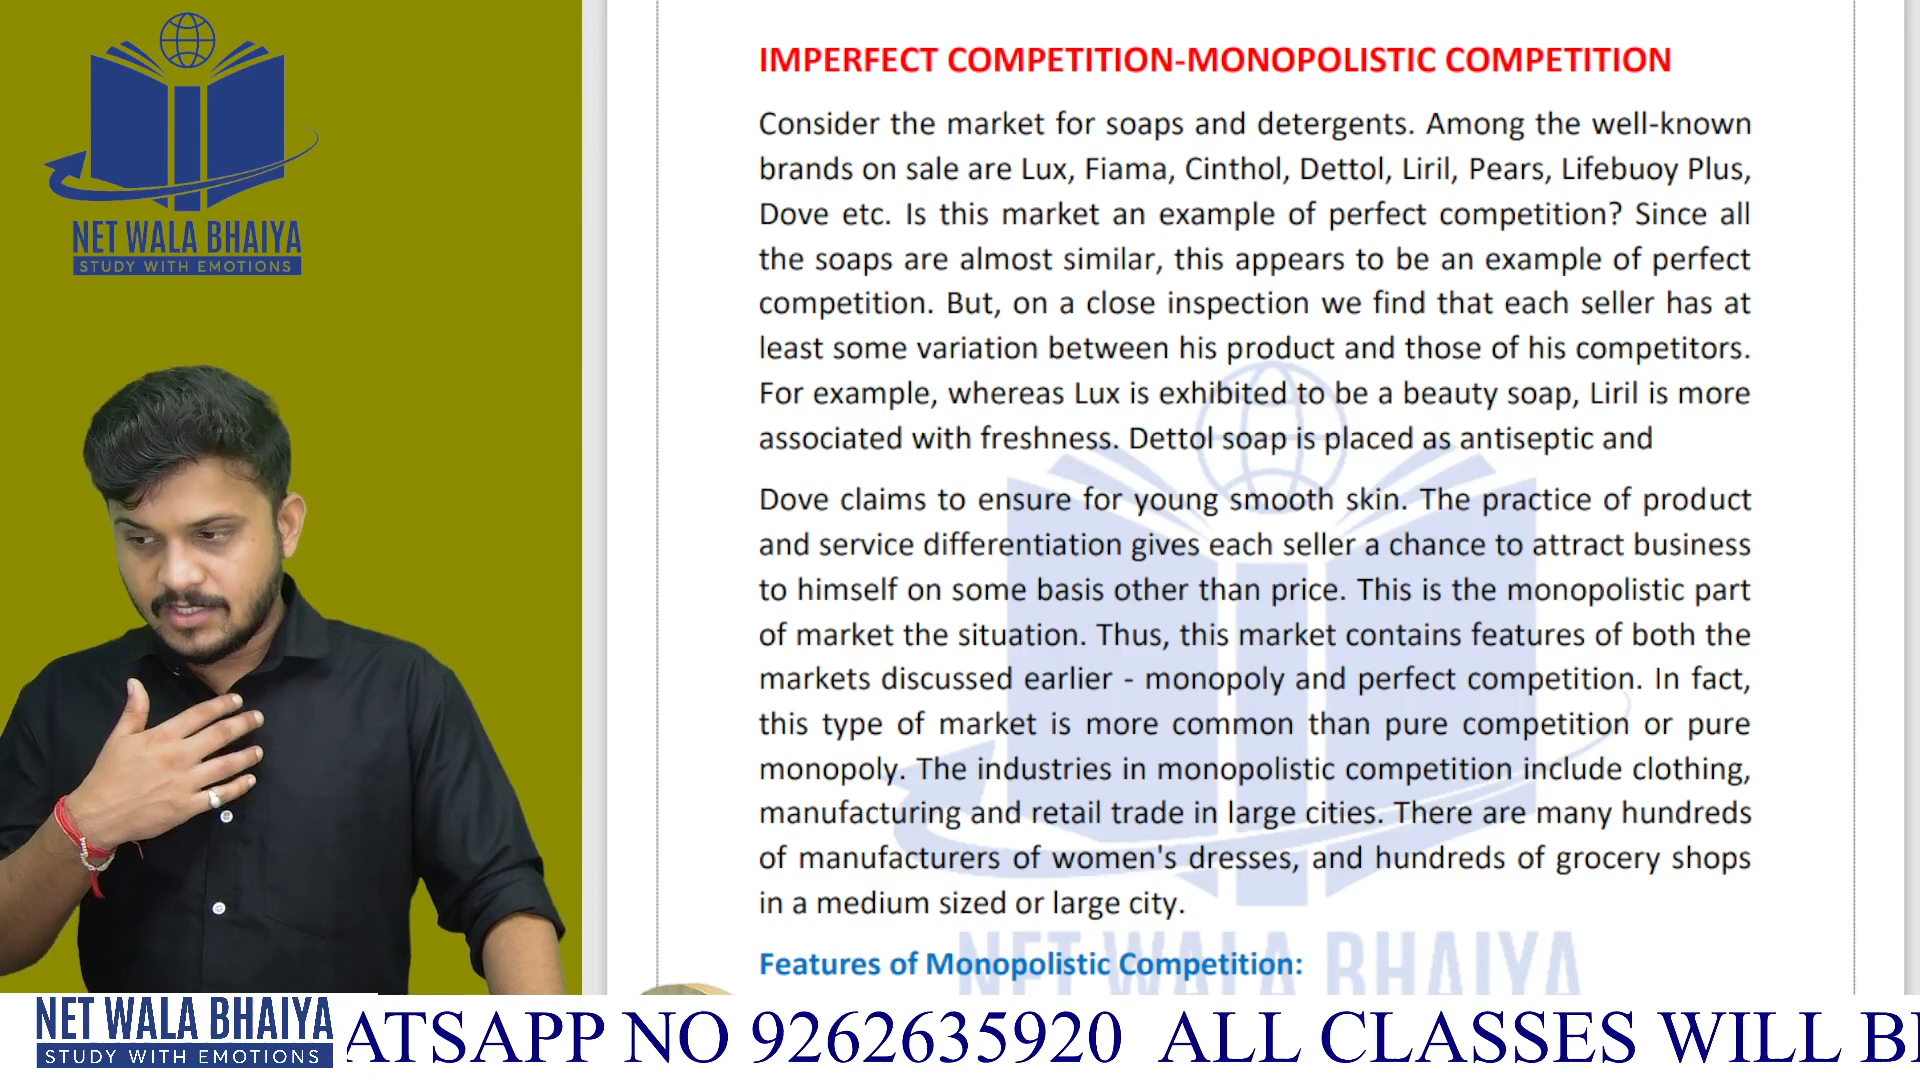 NET WALA BHAIYA
STUDY WITH EMOTIONS
IMPERFECT COMPETITION-MONOPOLISTIC COMPETITION
Consider the market for soaps and detergents. Among the well-known
brands on sale are Lux, Fiama, Cinthol, Dettol, Liril, Pears, Lifebuoy Plus,
Dove etc. Is this market an example of perfect competition? Since all
the soaps are almost similar, this appears to be an example of perfect
competition. But, on a close inspection we find that each seller has at
least some variation between his product and those of his competitors.
For example, whereas Lux is exhibited to be a beauty soap, Liril is more
associated with freshness. Dettol soap is placed as antiseptic and
Dove claims to ensure for young smooth skin. The practice of product
and service differentiation gives each seller a chance to attract business
to himself on some basis other than price. This is the monopolistic part
of market the situation. Thus, this market contains features of both the
markets discussed earlier - monopoly and perfect competition. In fact,
this type of market is more common than pure competition or pure
monopoly. The industries in monopolistic competition include clothing,
manufacturing and retail trade in large cities. There are many hundreds
of manufacturers of women's dresses, and hundreds of grocery shops
in a medium sized or large city.
NET WALA BHAIYA
Features of Monopolistic Competition:
NET WALA BHAIYA
STUDY WITH EMOTIONS
ATSAPP NO 9262635920 ALL CLASSES WILL BE